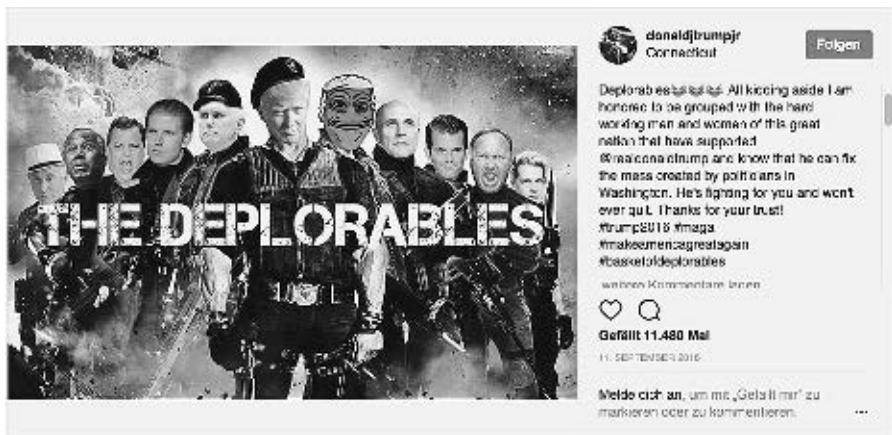 THE DEPLORABLES
donaldjtrumpjr
Connecticut
Folgen
Deplorables All kidding aside I am
honored to be grouped with the hard
working men and women of this great
nation that have supported
@realdonaldtrump and know that he can fix
the mess created by politicians in
Washington. He's fighting for you and won't
ever quit. Thanks for your trust!
#trump2016 #maga
#makeamericagreatagain
#basketofdeplorables
weitere Kommentare laden
Gefällt 11.480 Mal
11. SEPTEMBER 2016
Melde dich an, um mit „Gefällt mir“ zu
markieren oder zu kommentieren.